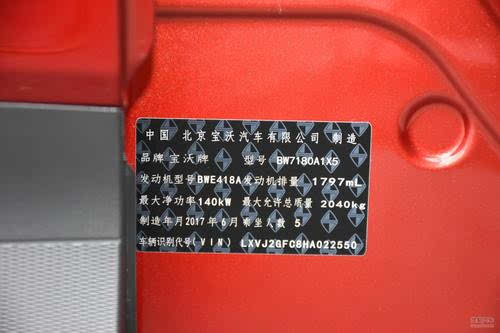 中国 北京宝沃汽车有限公司 制造
品牌 宝沃牌 型号 BW7180A1X5
发动机型号 BWE418A 发动机排量 1797mL
最大净功率 140kW 最大允许总质量 2040kg
制造年月 2017年6月 乘坐人数 5
车辆识别代号(VIN) LXVJ2GFC8HA022550